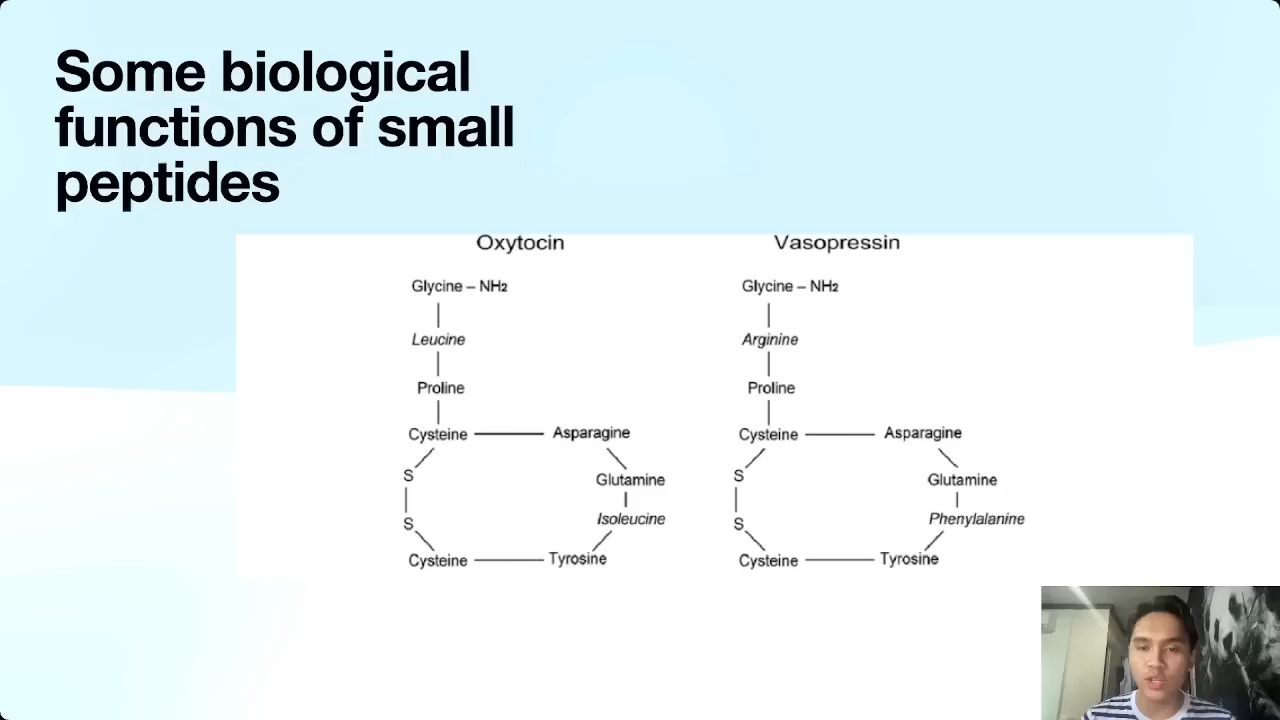 Some biological
functions of small
peptides
Oxytocin
Vasopressin
Glycine – NH2
Glycine – NH2
Leucine
Arginine
Proline
Proline
Cysteine
Asparagine
Cysteine
Asparagine
S
Glutamine
S
Glutamine
S
Isoleucine
S
Phenylalanine
Cysteine
Tyrosine
Cysteine
Tyrosine